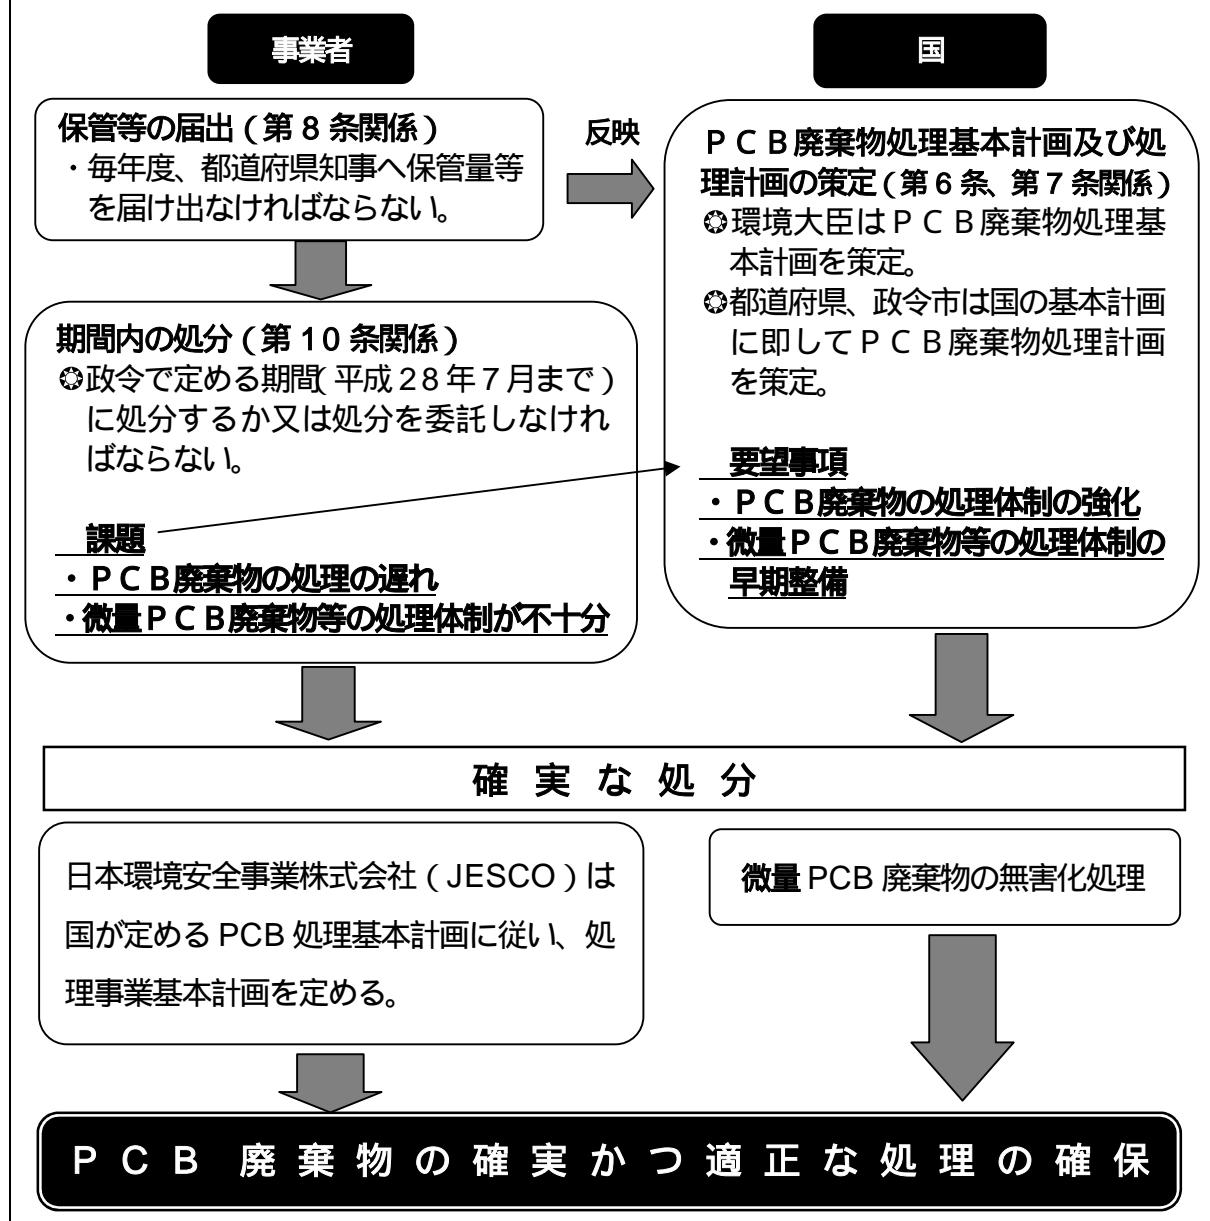 事業者
国
保管等の届出(第8条関係)
・毎年度、都道府県知事へ保管量等
を届け出なければならない。
反映
PCB廃棄物処理基本計画及び処
理計画の策定(第6条、第7条関係)
❂環境大臣はPCB廃棄物処理基
本計画を策定。
❂都道府県、政令市は国の基本計画
に即してPCB廃棄物処理計画
を策定。
要望事項
・PCB廃棄物の処理体制の強化
・微量PCB廃棄物等の処理体制の
早期整備
期間内の処分(第10条関係)
❂政令で定める期間(平成28年7月まで)
に処分するか又は処分を委託しなけれ
ばならない。
課題
・PCB廃棄物の処理の遅れ
・微量PCB廃棄物等の処理体制が不十分
確実な処分
日本環境安全事業株式会社(JESCO)は
国が定めるPCB処理基本計画に従い、処
理事業基本計画を定める。
微量PCB廃棄物の無害化処理
PCB廃棄物の確実かつ適正な処理の確保